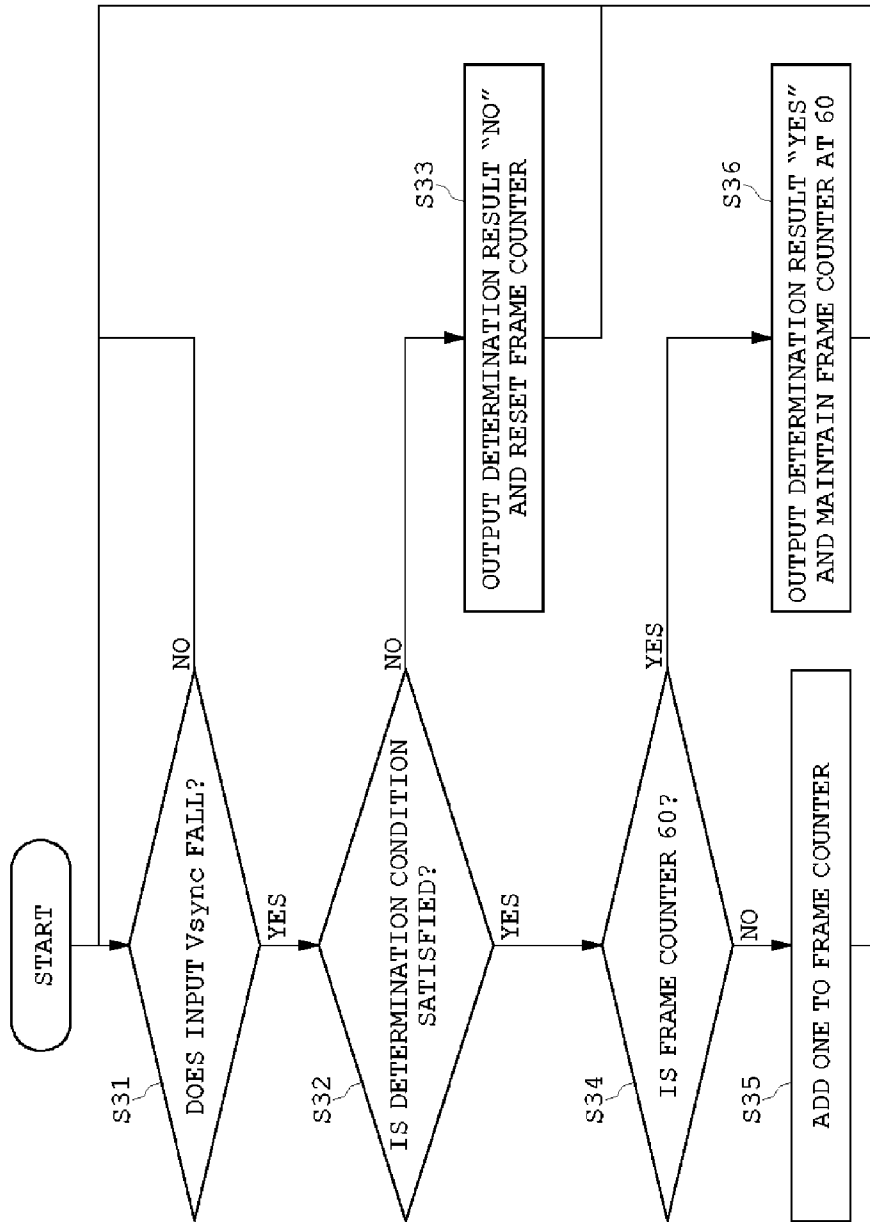 START
S31
DOES INPUT Vsync FALL?
NO
YES
S32
IS DETERMINATION CONDITION
SATISFIED?
NO
YES
S33
OUTPUT DETERMINATION RESULT “NO”
AND RESET FRAME COUNTER
S34
IS FRAME COUNTER 60?
YES
NO
S35
ADD ONE TO FRAME COUNTER
S36
OUTPUT DETERMINATION RESULT “YES”
AND MAINTAIN FRAME COUNTER AT 60